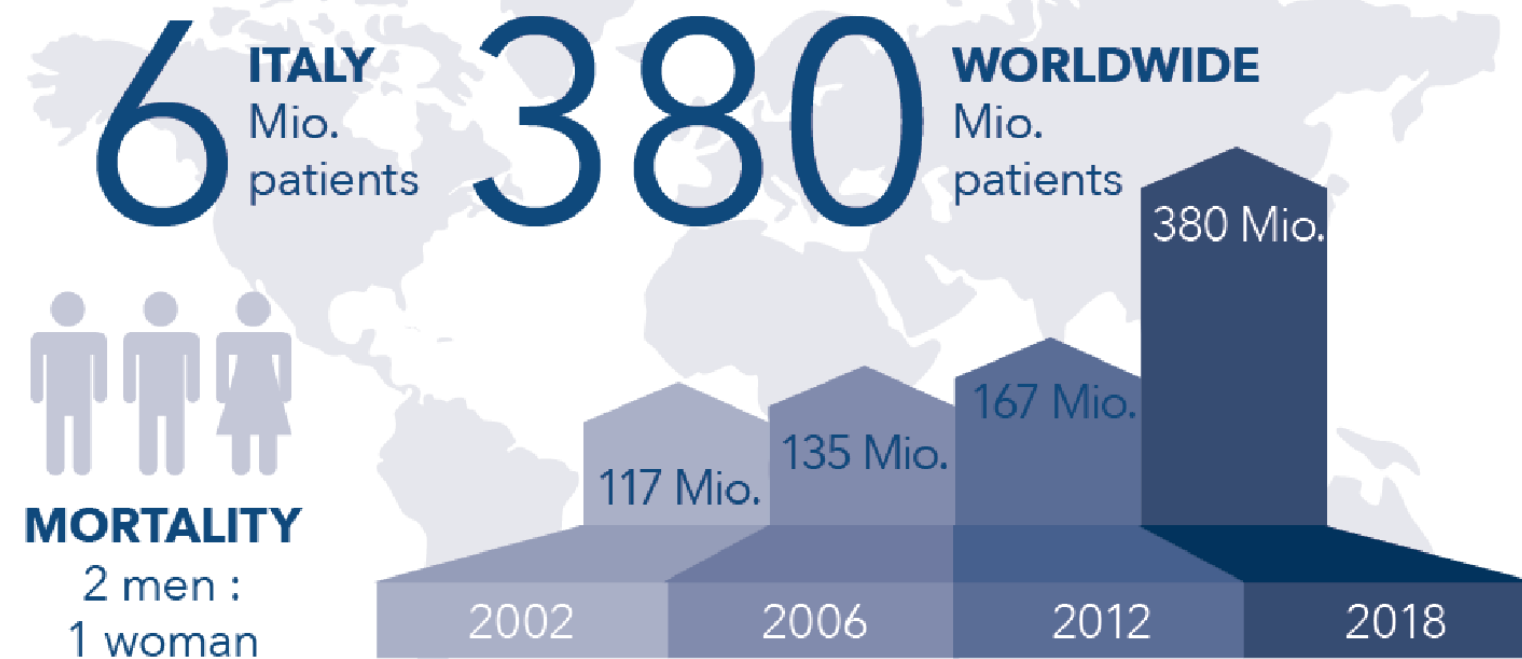 6
ITALY
Mio.
patients
380
WORLDWIDE
Mio.
patients
MORTALITY
2 men :
1 woman
117 Mio.
135 Mio.
167 Mio.
380 Mio.
2002
2006
2012
2018